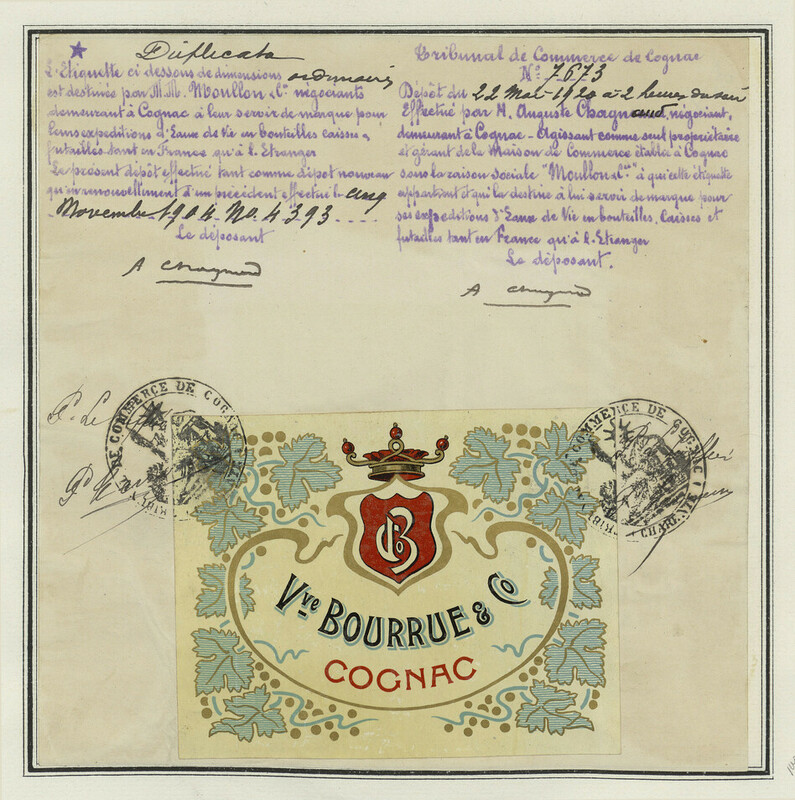 Duplicata
L'Etiquette ci dessous de dimensions ordinaires
est destinée par M.M. Moullon & Cie négociants
demeurant à Cognac à leur servir de marque pour
leurs expéditions d'Eaux de Vie en bouteilles caisses,
futailles tant en France qu'à l'Etranger
Le présent dépôt effectué tant comme dépôt nouveau
qu'en renouvellement d'un précédent effectué le cinq
Novembre 1904 No. 4393
Le déposant
A Chagnaud
Tribunal de Commerce de Cognac
No 7673
Dépôt du 22 Mai 1920 à 2 heures du soir
Effectué par M. Auguste Chagnaud, négociant,
demeurant à Cognac - Agissant comme seul propriétaire
et gérant de la Maison de Commerce établie à Cognac
sous la raison sociale "Moullon & Cie" à qui cette étiquette
appartient et qui la destine à lui servir de marque pour
ses expéditions d'Eaux de Vie en bouteilles, Caisses et
futailles tant en France qu'à l'Etranger
Le déposant.
A Chagnaud
DE COMMERCE DE COGNAC
COMMERCE DE COGNAC
CHARENTE
B
Co
Vve BOURRUE & Co
COGNAC